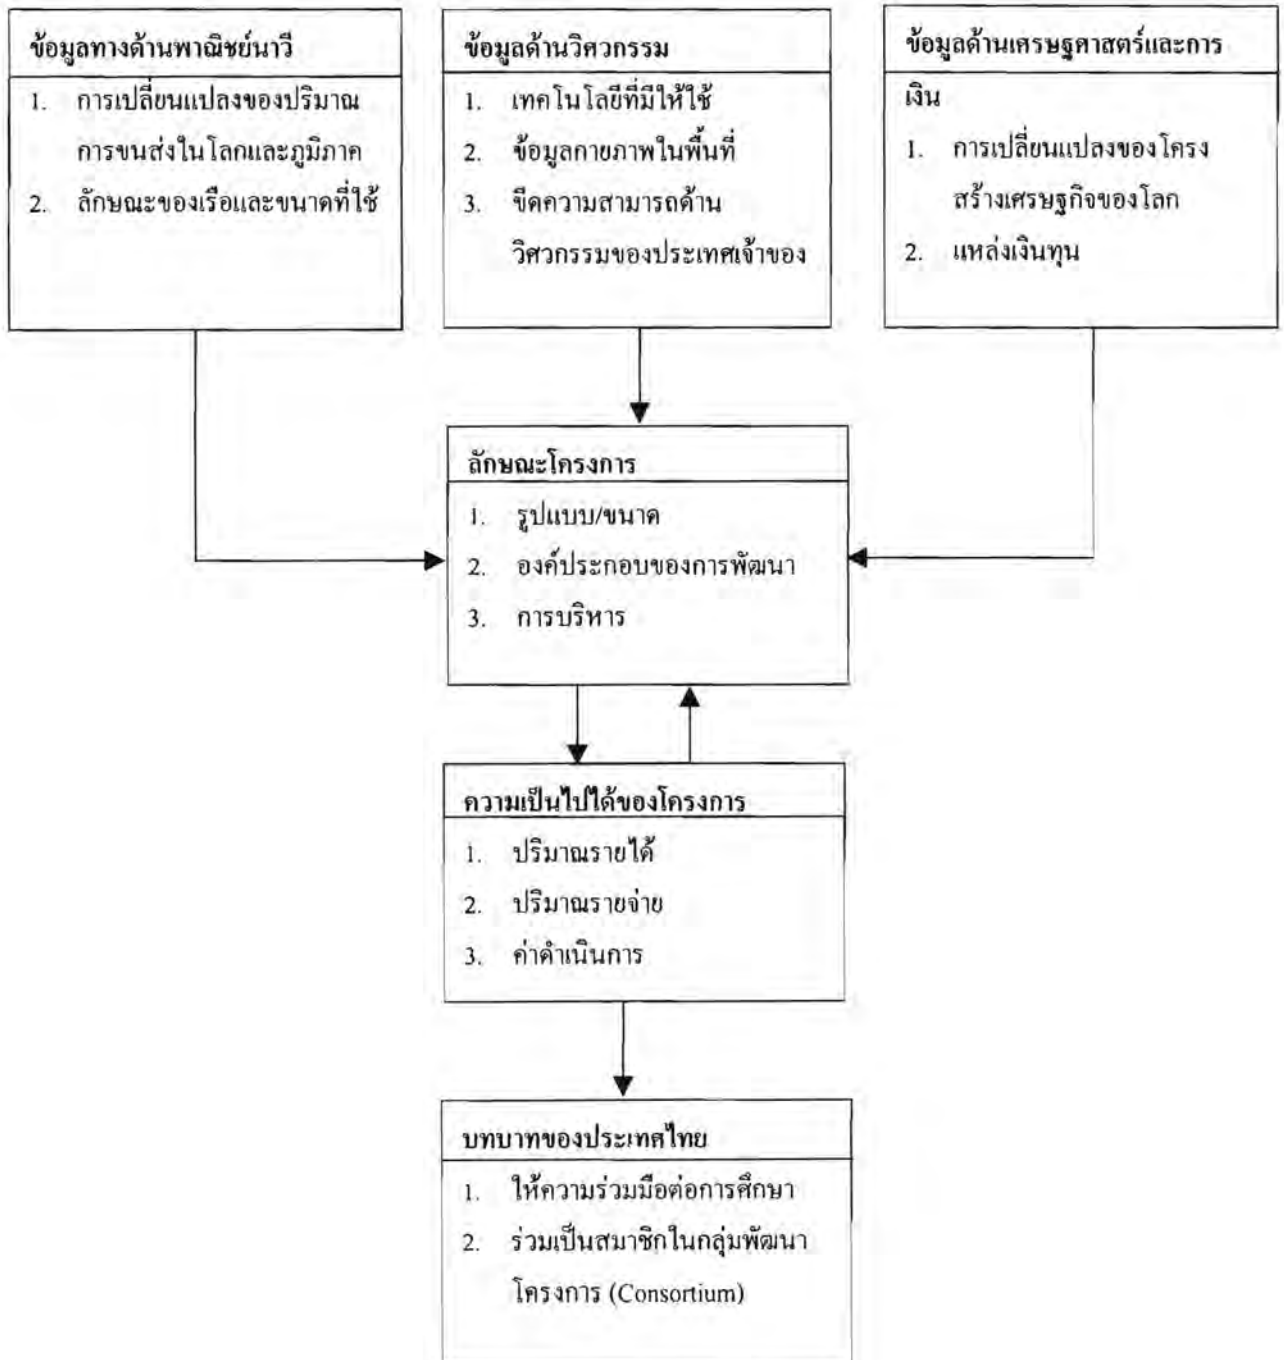 ข้อมูลทางด้านพาณิชย์นาวี
1. การเปลี่ยนแปลงของปริมาณ
การขนส่งในโลกและภูมิภาค
2. ลักษณะของเรือและขนาดที่ใช้
ข้อมูลด้านวิศวกรรม
1. เทคโนโลยีที่มีให้ใช้
2. ข้อมูลกายภาพในพื้นที่
3. ขีดความสามารถด้าน
วิศวกรรมของประเทศเจ้าของ
ข้อมูลด้านเศรษฐศาสตร์และการ
เงิน
1. การเปลี่ยนแปลงของโครง
สร้างเศรษฐกิจของโลก
2. แหล่งเงินทุน
ลักษณะโครงการ
1. รูปแบบ/ขนาด
2. องค์ประกอบของการพัฒนา
3. การบริหาร
ความเป็นไปได้ของโครงการ
1. ปริมาณรายได้
2. ปริมาณรายจ่าย
3. ค่าดำเนินการ
บทบาทของประเทศไทย
1. ให้ความร่วมมือต่อการศึกษา
2. ร่วมเป็นสมาชิกในกลุ่มพัฒนา
โครงการ (Consortium)